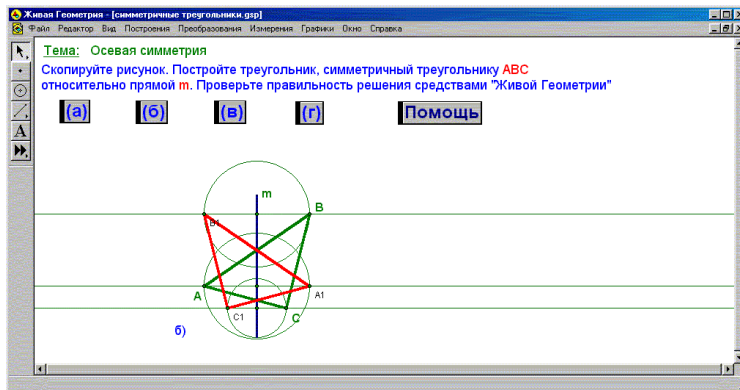 Живая Геометрия - [симметричные треугольники.gsp]
Файл Редактор Вид Построения Преобразования Измерения Графики Окно Справка
Тема: Осевая симметрия
Скопируйте рисунок. Постройте треугольник, симметричный треугольнику ABC
относительно прямой m. Проверьте правильность решения средствами "Живой Геометрии"
(а) (б) (в) (г) Помощь
A
m
B
B1
A
A1
C1
C
б)